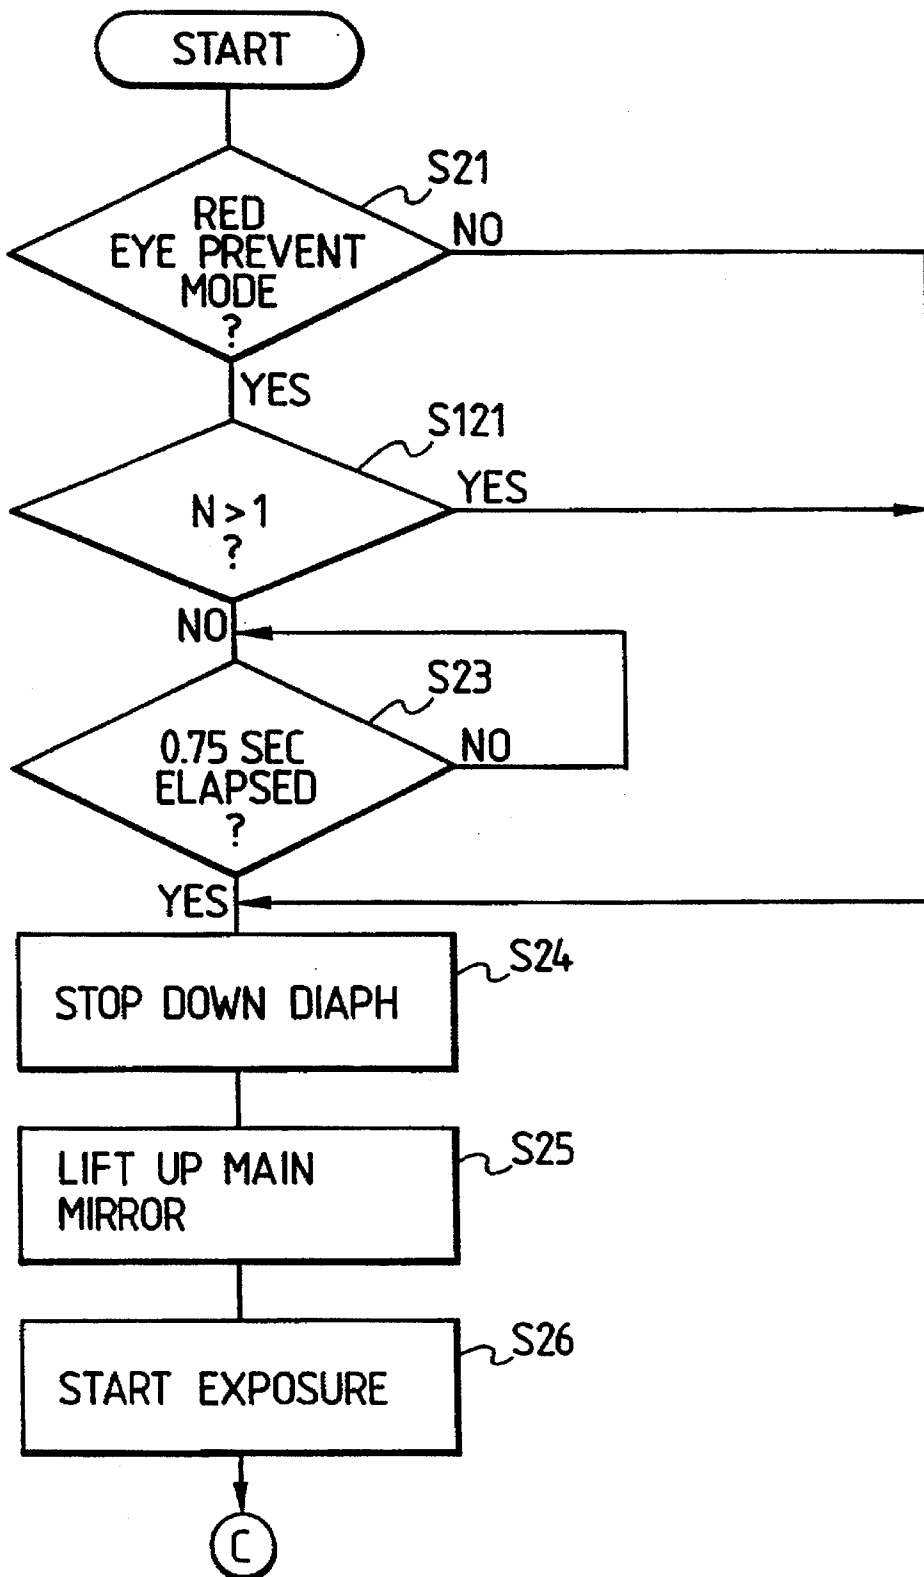 START
S21
RED
EYE PREVENT
MODE
?
NO
YES
S121
N>1
?
YES
NO
S23
0.75 SEC
ELAPSED
?
NO
YES
S24
STOP DOWN DIAPH
S25
LIFT UP MAIN
MIRROR
S26
START EXPOSURE
C